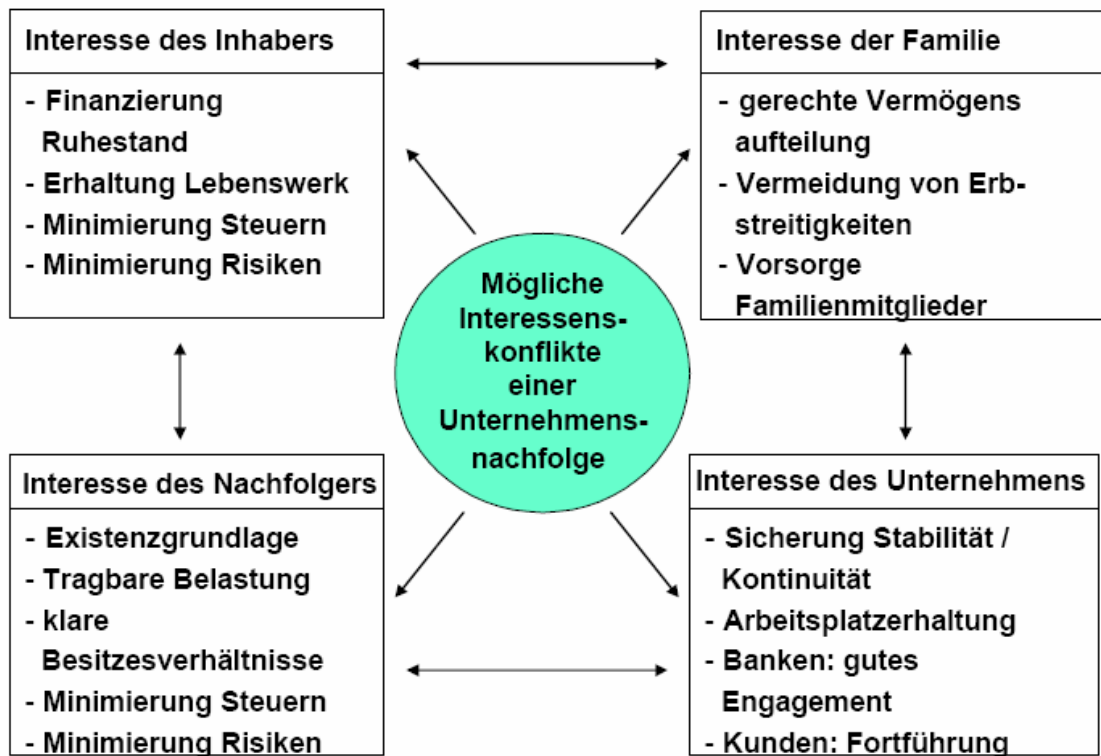 Interesse des Inhabers
- Finanzierung
Ruhestand
- Erhaltung Lebenswerk
- Minimierung Steuern
- Minimierung Risiken
Interesse der Familie
- gerechte Vermögens
aufteilung
- Vermeidung von Erb-
streitigkeiten
- Vorsorge
Familienmitglieder
Mögliche
Interessens-
konflikte
einer
Unternehmens-
nachfolge
Interesse des Nachfolgers
- Existenzgrundlage
- Tragbare Belastung
- klare
Besitzesverhältnisse
- Minimierung Steuern
- Minimierung Risiken
Interesse des Unternehmens
- Sicherung Stabilität /
Kontinuität
- Arbeitsplatzerhaltung
- Banken: gutes
Engagement
- Kunden: Fortführung